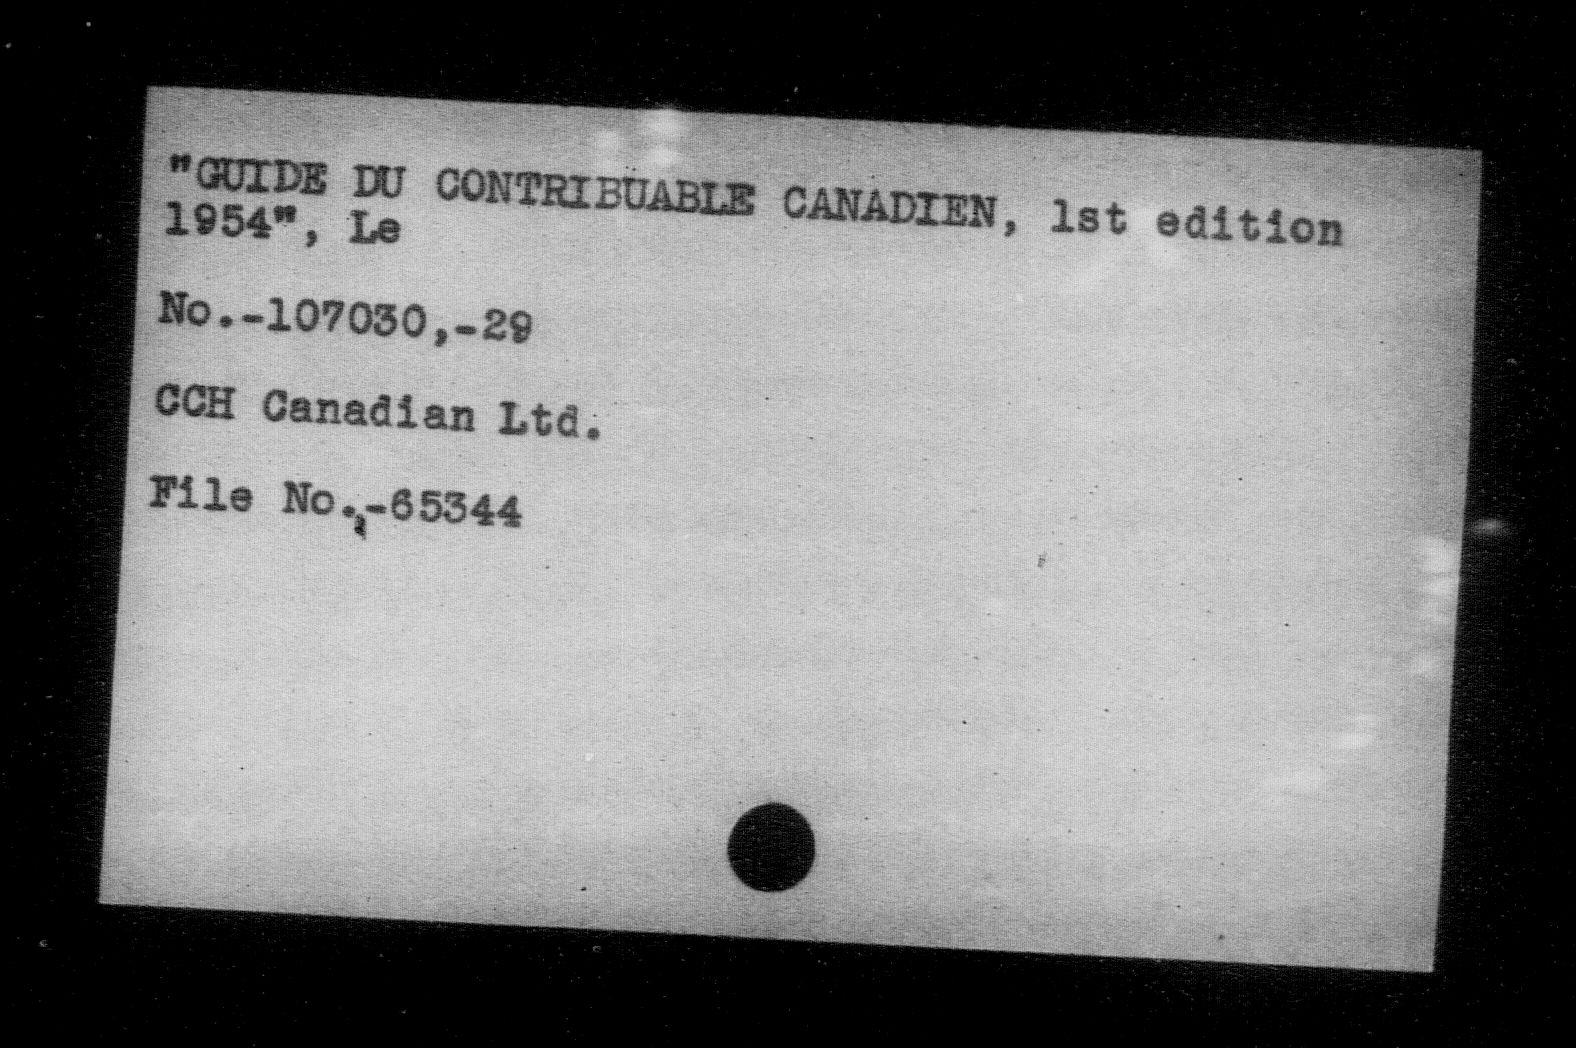 "GUIDE DU CONTRIBUABLE CANADIEN, 1st edition
1954", Le
No.-107030,-29
CCH Canadian Ltd.
File No.,-65344